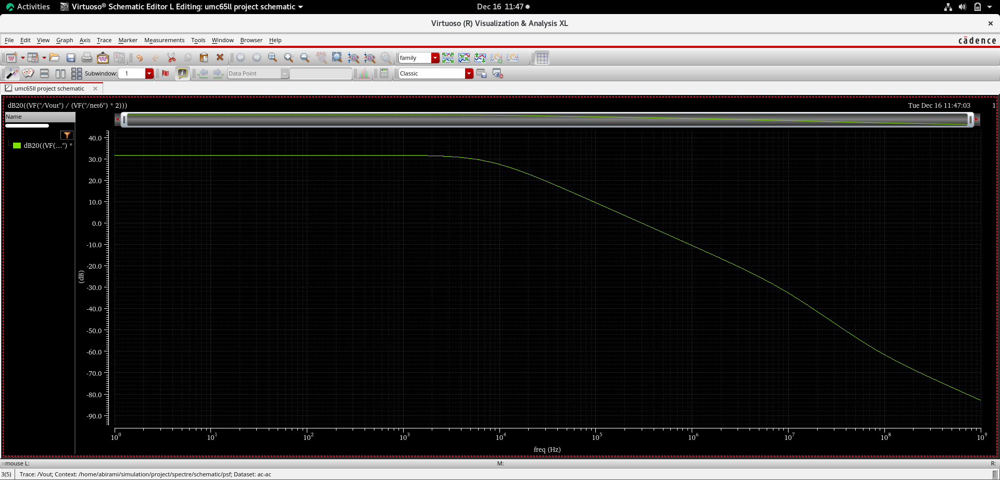 Activities Virtuoso® Schematic Editor L Editing: umc65ll project schematic Dec 16 11:47
Virtuoso (R) Visualization & Analysis XL
File Edit View Graph Axis Trace Marker Measurements Tools Window Browser Help cādence
family
Subwindow: 1 Data Point Classic
umc65ll project schematic
dB20((VF("/Vout") / (VF("/net6") * 2))) Tue Dec 16 11:47:03 1
Name
dB20((VF(...") *
40.0
30.0
20.0
10.0
0.0
-10.0
-20.0
-30.0
-40.0
-50.0
-60.0
-70.0
-80.0
-90.0
(dB)
10⁰ 10¹ 10² 10³ 10⁴ 10⁵ 10⁶ 10⁷ 10⁸ 10⁹
freq (Hz)
mouse L: M: R:
3(5) Trace: /Vout; Context: /home/abirami/simulation/project/spectre/schematic/psf; Dataset: ac-ac